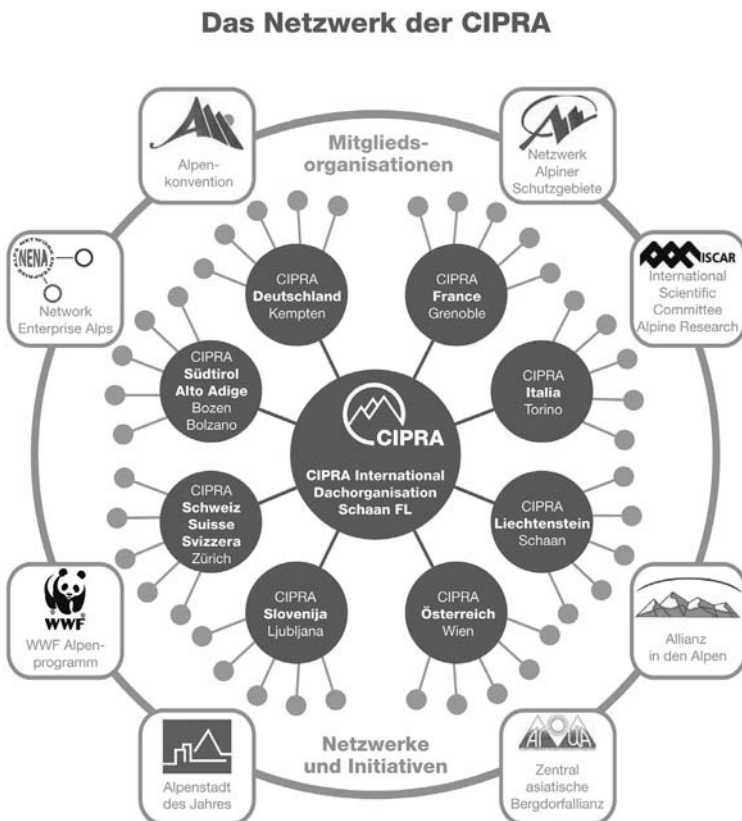 Das Netzwerk der CIPRA
Mitglieds-
organisationen
Alpen-
konvention
Netzwerk
Alpiner
Schutzgebiete
NENA
NETWORK ENTERPRISE ALPS
Network
Enterprise Alps
ISCAR
International
Scientific
Committee
Alpine Research
CIPRA
Deutschland
Kempten
CIPRA
France
Grenoble
CIPRA
Südtirol
Alto Adige
Bozen
Bolzano
CIPRA
Italia
Torino
CIPRA
CIPRA International
Dachorganisation
Schaan FL
CIPRA
Schweiz
Suisse
Svizzera
Zürich
CIPRA
Liechtenstein
Schaan
CIPRA
Slovenija
Ljubljana
CIPRA
Österreich
Wien
WWF
WWF Alpen-
programm
Allianz
in den Alpen
Alpenstadt
des Jahres
Netzwerke
und Initiativen
Zentral
asiatische
Bergdorfallianz